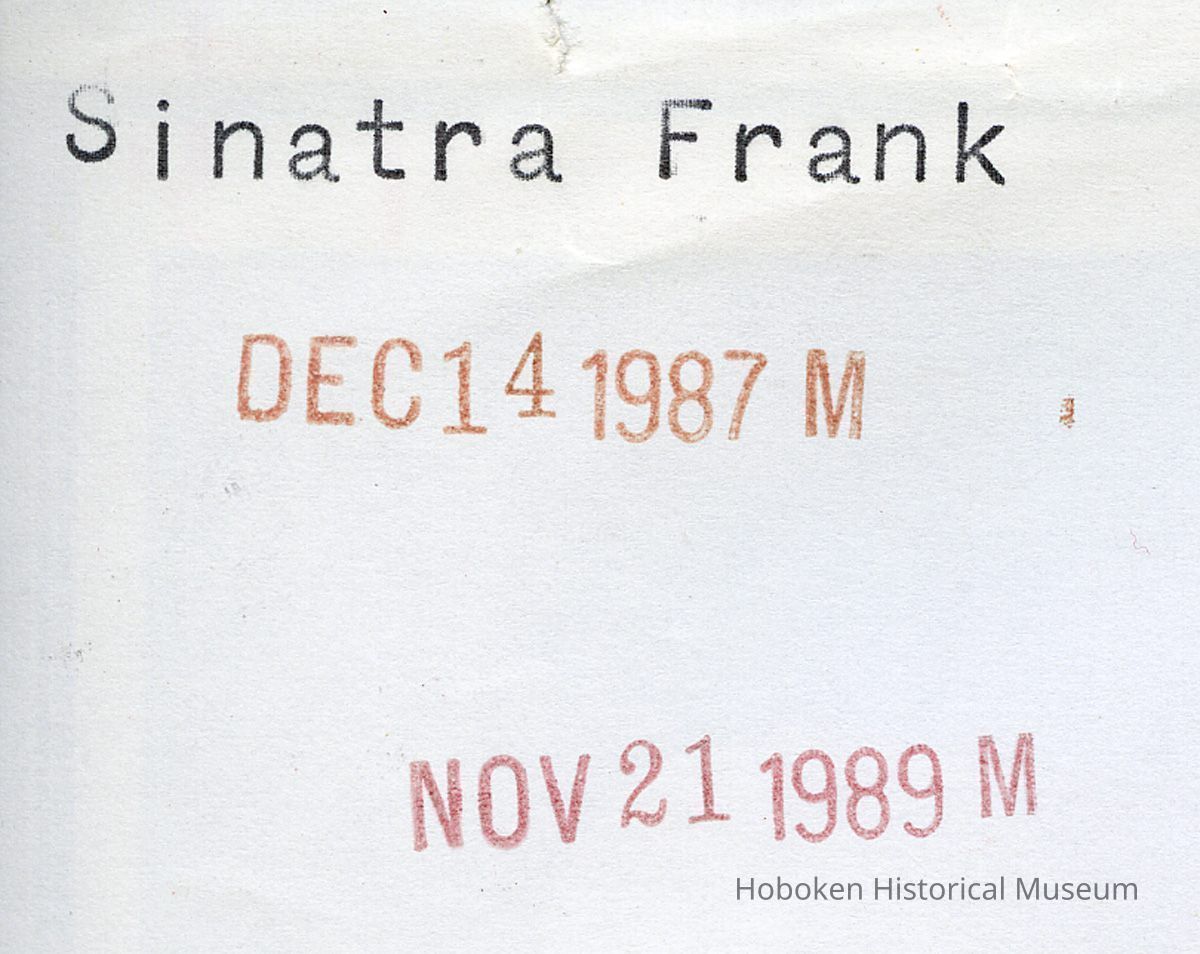 Sinatra Frank
DEC 14 1987 M
NOV 21 1989 M
Hoboken Historical Museum